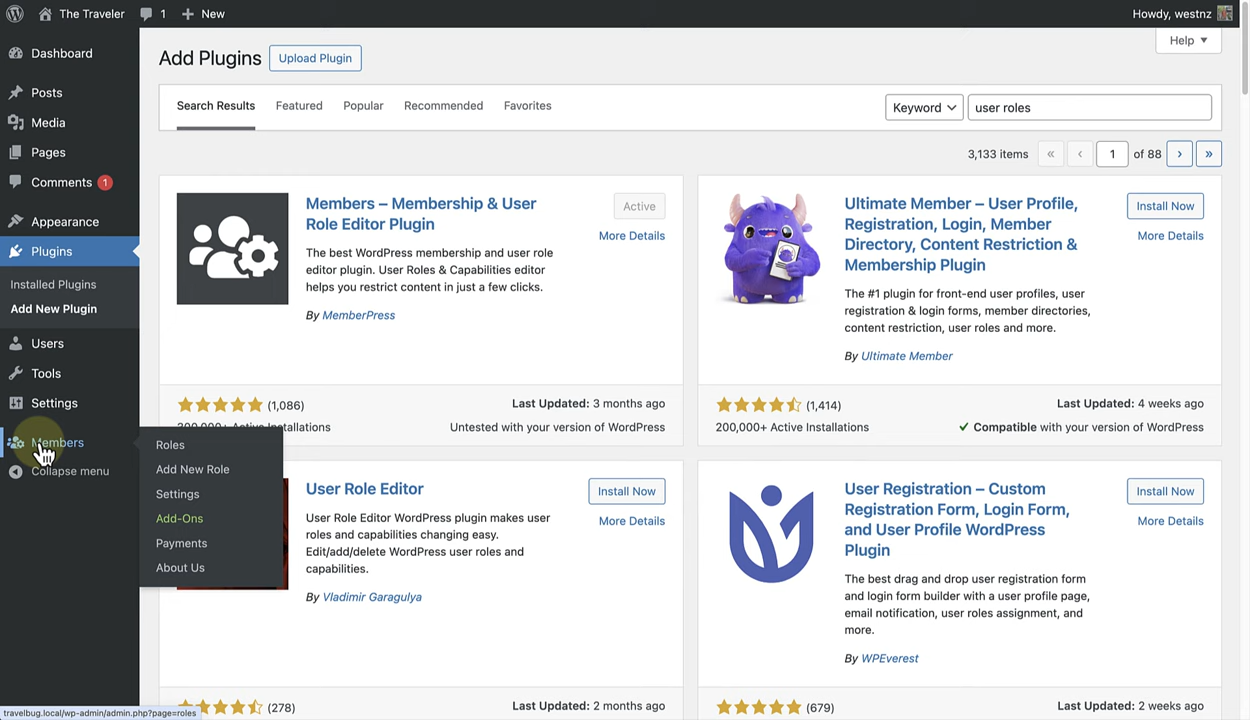 The Traveler
1
New
Howdy, westnz
Dashboard
Posts
Media
Pages
Comments 1
Appearance
Plugins
Installed Plugins
Add New Plugin
Users
Tools
Settings
Members
Collapse menu
Roles
Add New Role
Settings
Add-Ons
Payments
About Us
Help
Add Plugins
Upload Plugin
Search Results
Featured
Popular
Recommended
Favorites
Keyword
user roles
3,133 items
«
‹
1
of 88
›
»
Members – Membership & User
Role Editor Plugin
Active
More Details
The best WordPress membership and user role
editor plugin. User Roles & Capabilities editor
helps you restrict content in just a few clicks.
By MemberPress
(1,086)
Last Updated: 3 months ago
300,000+ Active Installations
Untested with your version of WordPress
Ultimate Member – User Profile,
Registration, Login, Member
Directory, Content Restriction &
Membership Plugin
Install Now
More Details
The #1 plugin for front-end user profiles, user
registration & login forms, member directories,
content restriction, user roles and more.
By Ultimate Member
(1,414)
Last Updated: 4 weeks ago
200,000+ Active Installations
Compatible with your version of WordPress
User Role Editor
Install Now
More Details
User Role Editor WordPress plugin makes user
roles and capabilities changing easy.
Edit/add/delete WordPress user roles and
capabilities.
By Vladimir Garagulya
(278)
Last Updated: 2 months ago
User Registration – Custom
Registration Form, Login Form,
and User Profile WordPress
Plugin
Install Now
More Details
The best drag and drop user registration form
and login form builder with a user profile page,
email notification, user roles assignment, and
more.
By WPEverest
(679)
Last Updated: 2 weeks ago
travelbug.local/wp-admin/admin.php?page=roles